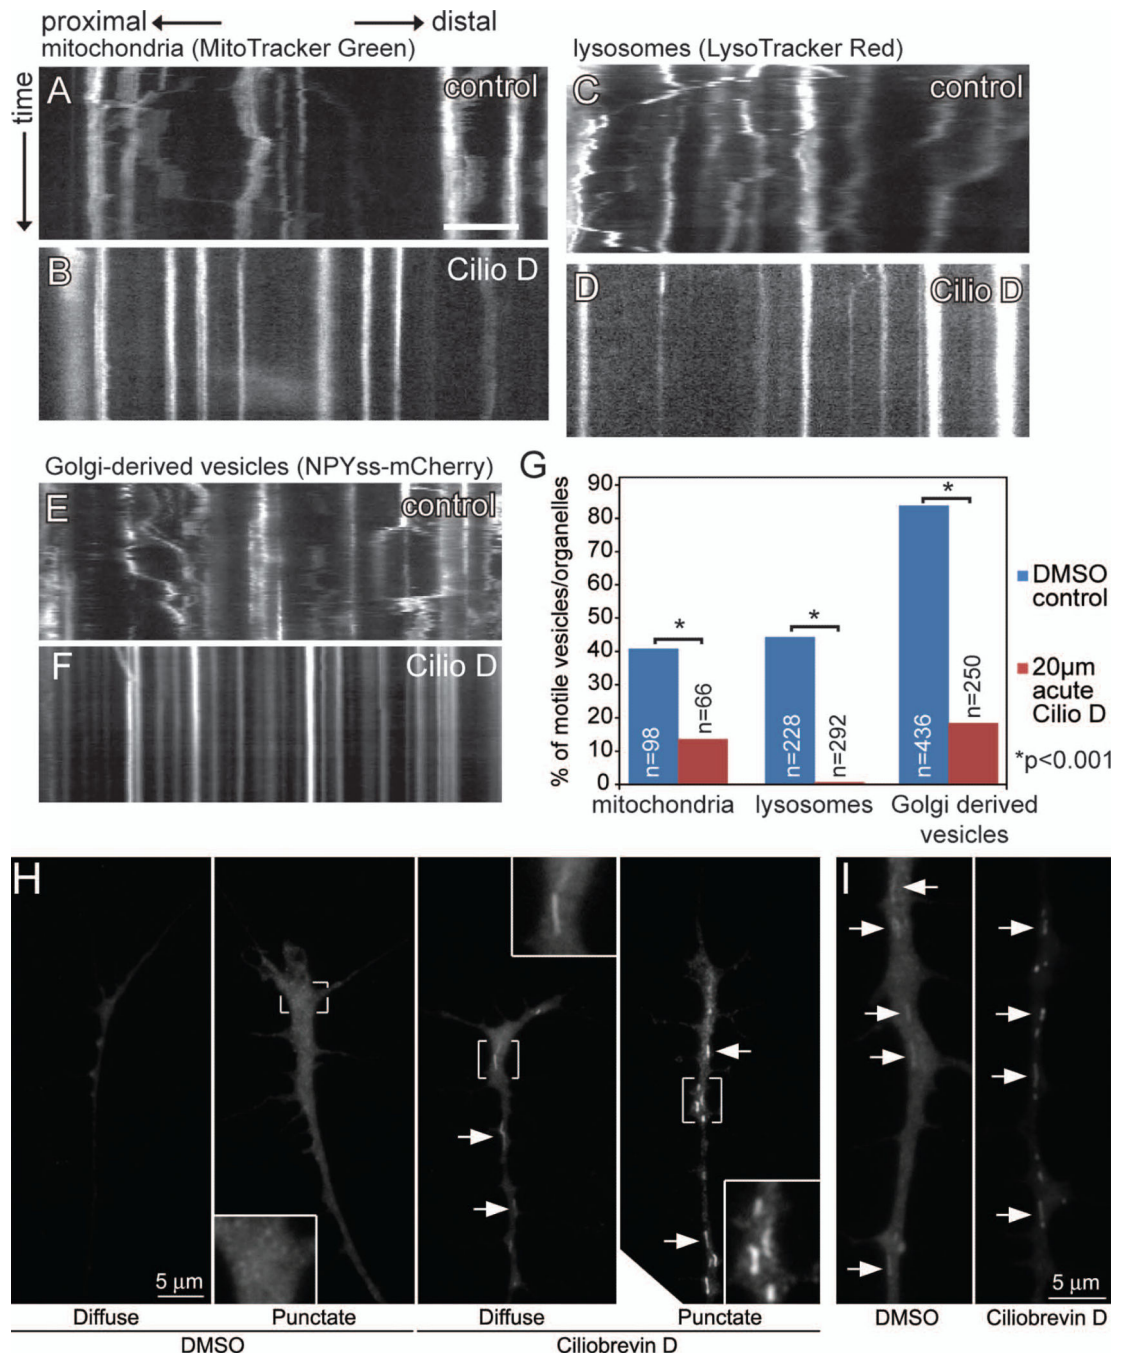 proximal distal
mitochondria (MitoTracker Green)
lysosomes (LysoTracker Red)
time
A
control
C
control
B
Cilio D
D
Cilio D
Golgi-derived vesicles (NPYss-mCherry)
E
control
F
Cilio D
G
% of motile vesicles/organelles
90
80
70
60
50
40
30
20
10
0
*
*
*
n=98
n=66
n=228
n=292
n=436
n=250
mitochondria
lysosomes
Golgi derived
vesicles
DMSO
control
20µm
acute
Cilio D
*p<0.001
H
I
5 µm
5 µm
Diffuse
Punctate
Diffuse
Punctate
DMSO
Ciliobrevin D
DMSO
Ciliobrevin D